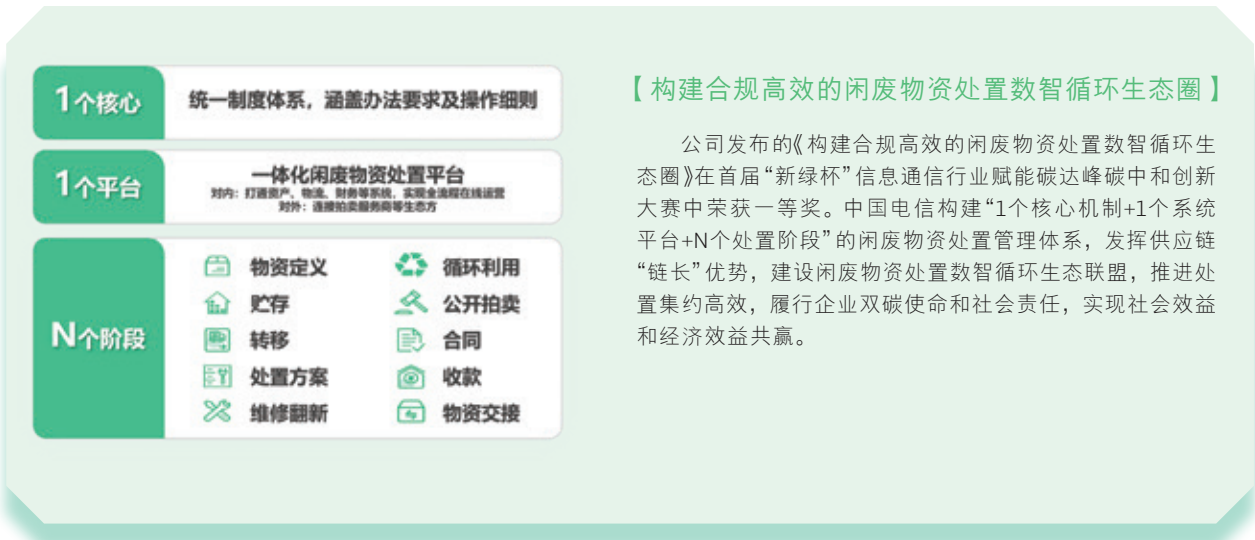 1个核心
统一制度体系，涵盖办法要求及操作细则
1个平台
一体化闲废物资处置平台
对内：打通资产、物流、财务等系统，实现全流程在线运营
对外：连接拍卖服务商等生态方
N个阶段
物资定义
贮存
转移
处置方案
维修翻新
循环利用
公开拍卖
合同
收款
物资交接
【构建合规高效的闲废物资处置数智循环生态圈】
公司发布的《构建合规高效的闲废物资处置数智循环生
态圈》在首届“新绿杯”信息通信行业赋能碳达峰碳中和创新
大赛中荣获一等奖。中国电信构建“1个核心机制+1个系统
平台+N个处置阶段”的闲废物资处置管理体系，发挥供应链
“链长”优势，建设闲废物资处置数智循环生态联盟，推进处
置集约高效，履行企业双碳使命和社会责任，实现社会效益
和经济效益共赢。